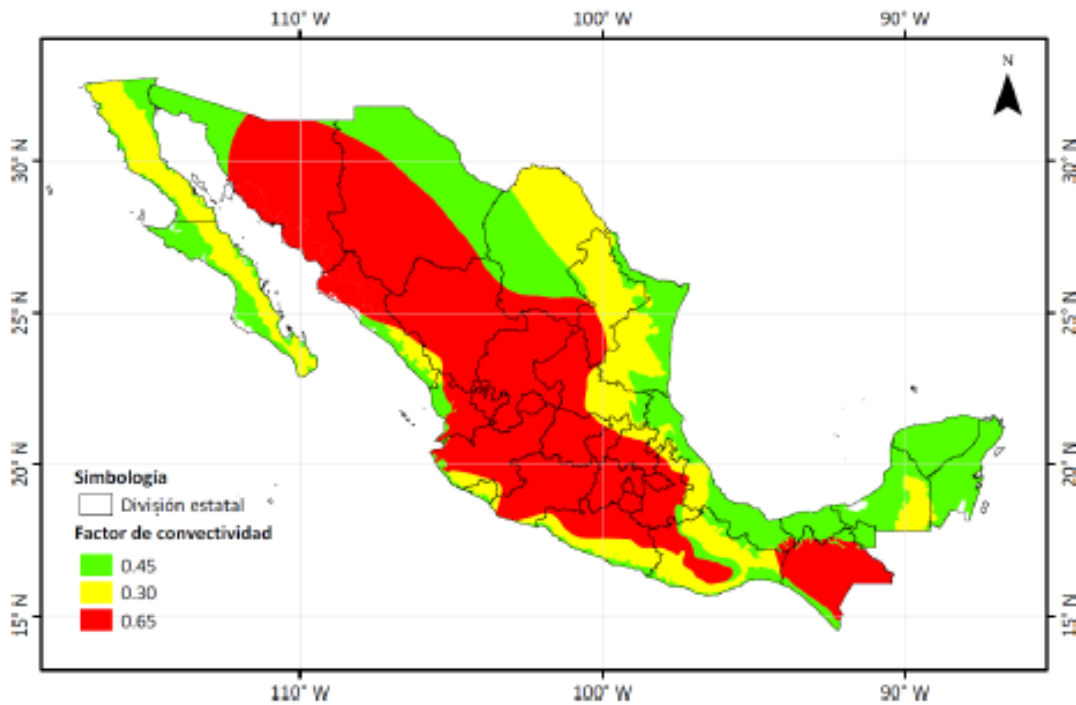 110° W 100° W 90° W
N
30° N 30° N
25° N 25° N
20° N 20° N
15° N 15° N
Simbología
División estatal
Factor de convectividad
0.45
0.30
0.65
110° W 100° W 90° W